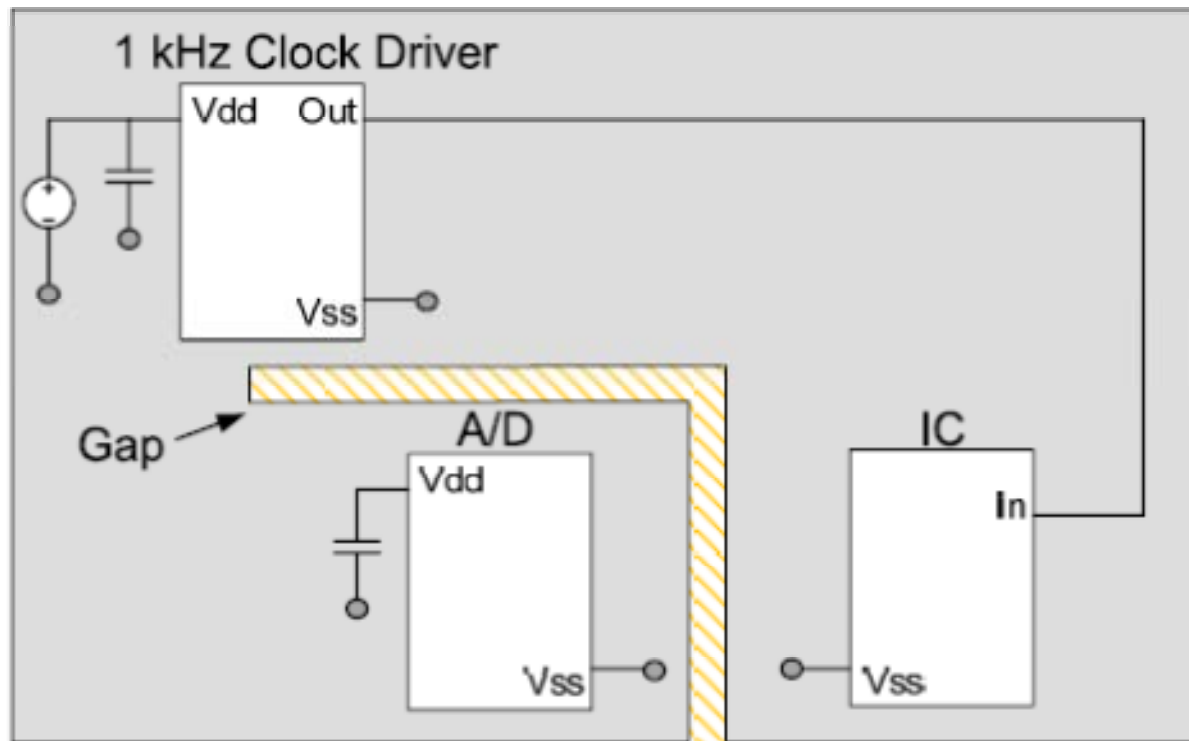 1 kHz Clock Driver
Vdd Out
+
−
Vss
Gap
A/D
IC
Vdd
In
Vss
Vss